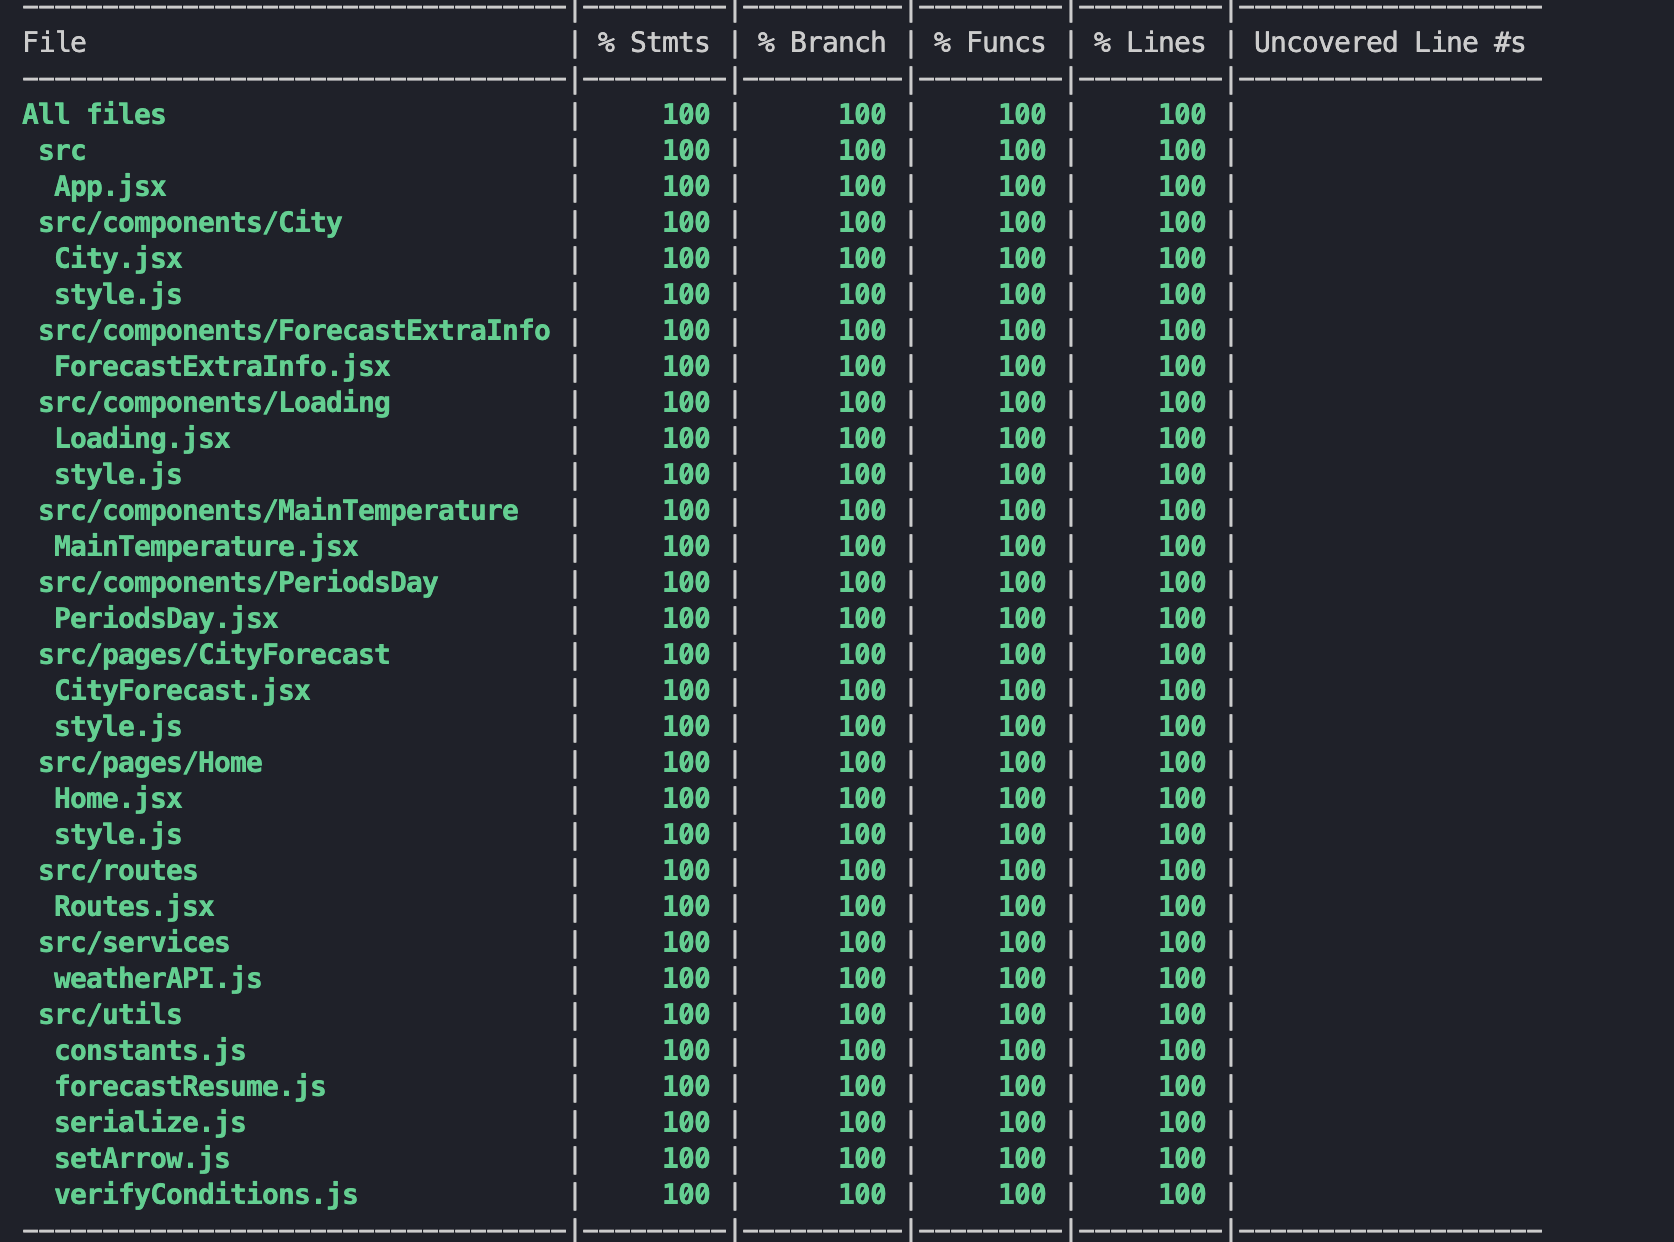 File | % Stmts | % Branch | % Funcs | % Lines | Uncovered Line #s
All files | 100 | 100 | 100 | 100 |
src | 100 | 100 | 100 | 100 |
App.jsx | 100 | 100 | 100 | 100 |
src/components/City | 100 | 100 | 100 | 100 |
City.jsx | 100 | 100 | 100 | 100 |
style.js | 100 | 100 | 100 | 100 |
src/components/ForecastExtraInfo | 100 | 100 | 100 | 100 |
ForecastExtraInfo.jsx | 100 | 100 | 100 | 100 |
src/components/Loading | 100 | 100 | 100 | 100 |
Loading.jsx | 100 | 100 | 100 | 100 |
style.js | 100 | 100 | 100 | 100 |
src/components/MainTemperature | 100 | 100 | 100 | 100 |
MainTemperature.jsx | 100 | 100 | 100 | 100 |
src/components/PeriodsDay | 100 | 100 | 100 | 100 |
PeriodsDay.jsx | 100 | 100 | 100 | 100 |
src/pages/CityForecast | 100 | 100 | 100 | 100 |
CityForecast.jsx | 100 | 100 | 100 | 100 |
style.js | 100 | 100 | 100 | 100 |
src/pages/Home | 100 | 100 | 100 | 100 |
Home.jsx | 100 | 100 | 100 | 100 |
style.js | 100 | 100 | 100 | 100 |
src/routes | 100 | 100 | 100 | 100 |
Routes.jsx | 100 | 100 | 100 | 100 |
src/services | 100 | 100 | 100 | 100 |
weatherAPI.js | 100 | 100 | 100 | 100 |
src/utils | 100 | 100 | 100 | 100 |
constants.js | 100 | 100 | 100 | 100 |
forecastResume.js | 100 | 100 | 100 | 100 |
serialize.js | 100 | 100 | 100 | 100 |
setArrow.js | 100 | 100 | 100 | 100 |
verifyConditions.js | 100 | 100 | 100 | 100 |